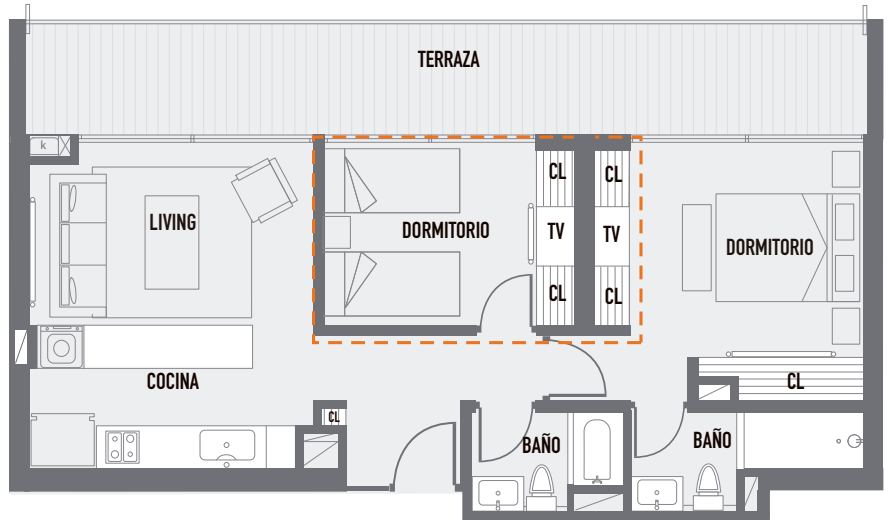 TERRAZA
k
LIVING
DORMITORIO
CL
TV
CL
CL
TV
CL
DORMITORIO
COCINA
CL
CL
BAÑO
BAÑO